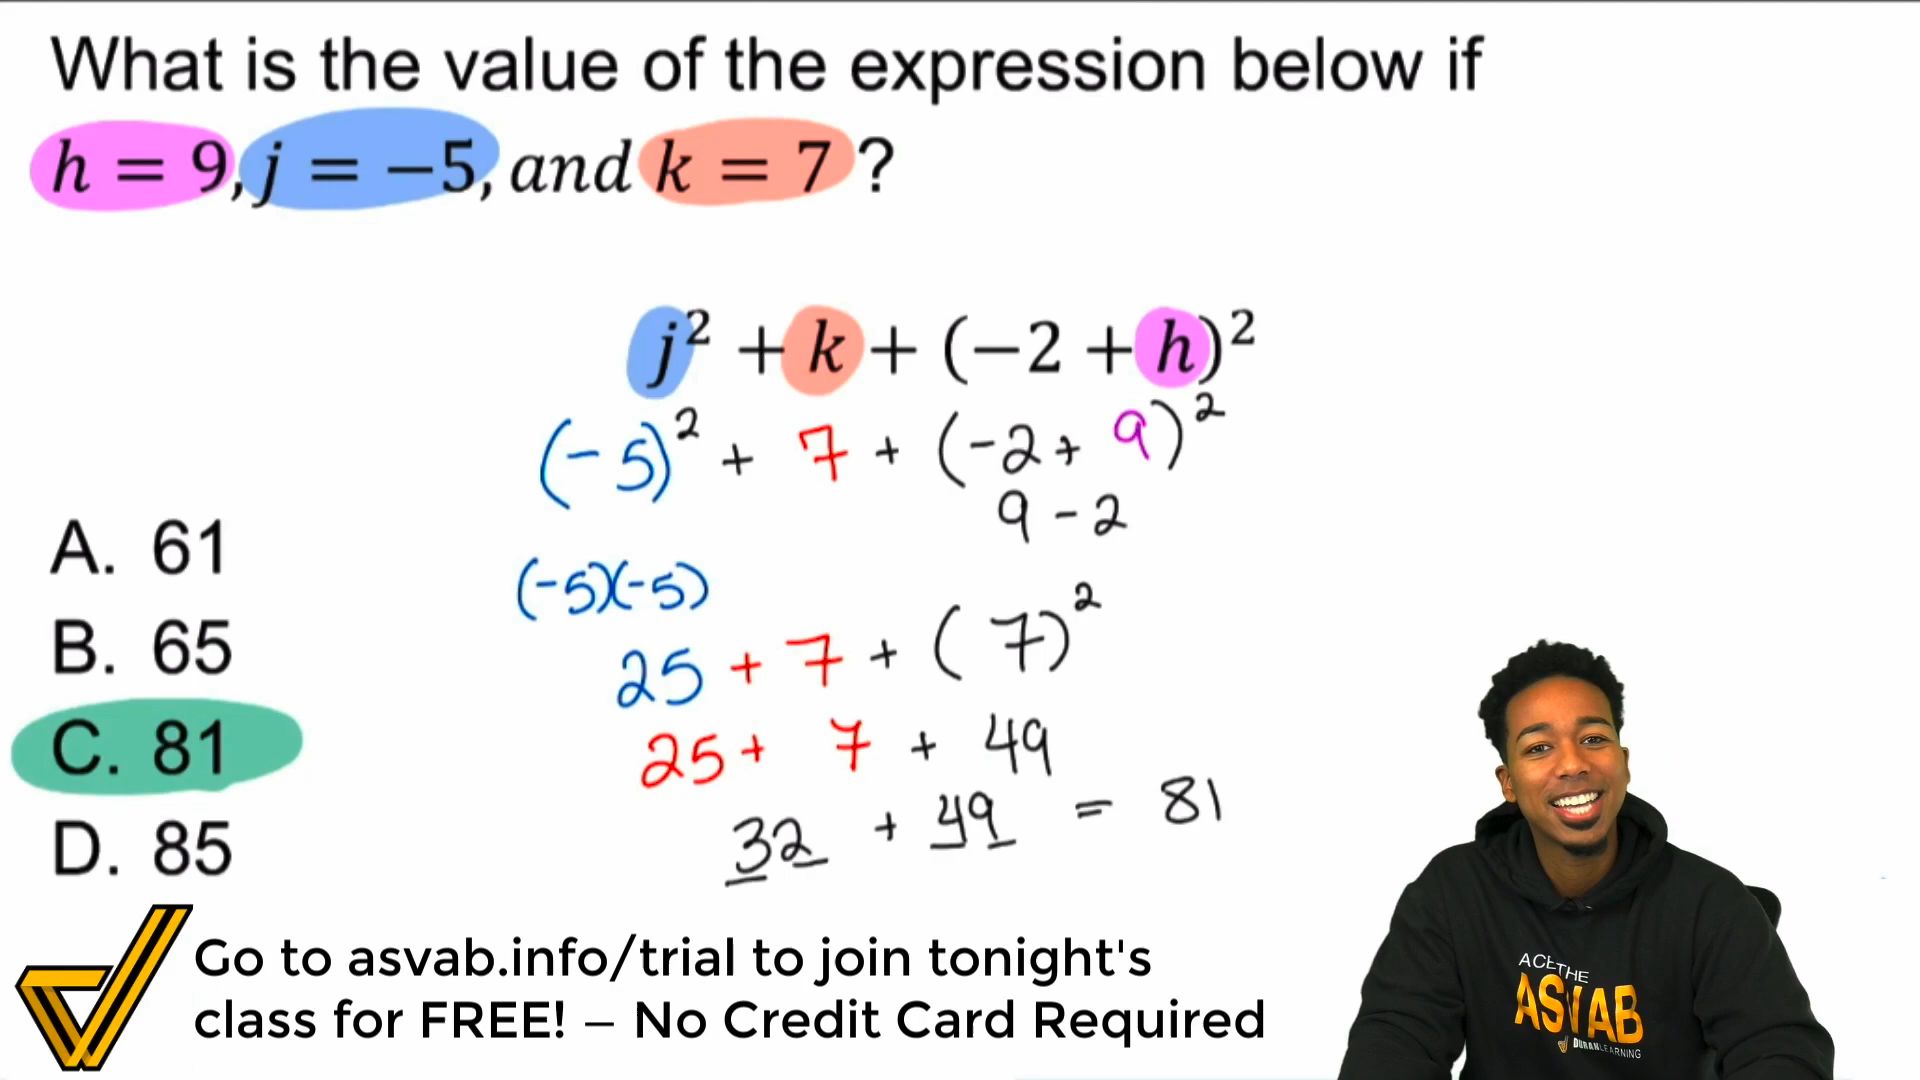 What is the value of the expression below if
h = 9, j = −5, and k = 7 ?
j² + k + (−2 + h)²
(-5)² + 7 + (-2 + 9)²
9 - 2
(-5)(-5)
25 + 7 + (7)²
25 + 7 + 49
32 + 49 = 81
A. 61
B. 65
C. 81
D. 85
Go to asvab.info/trial to join tonight's
class for FREE! – No Credit Card Required
ACE THE
ASVAB
DURAN LEARNING